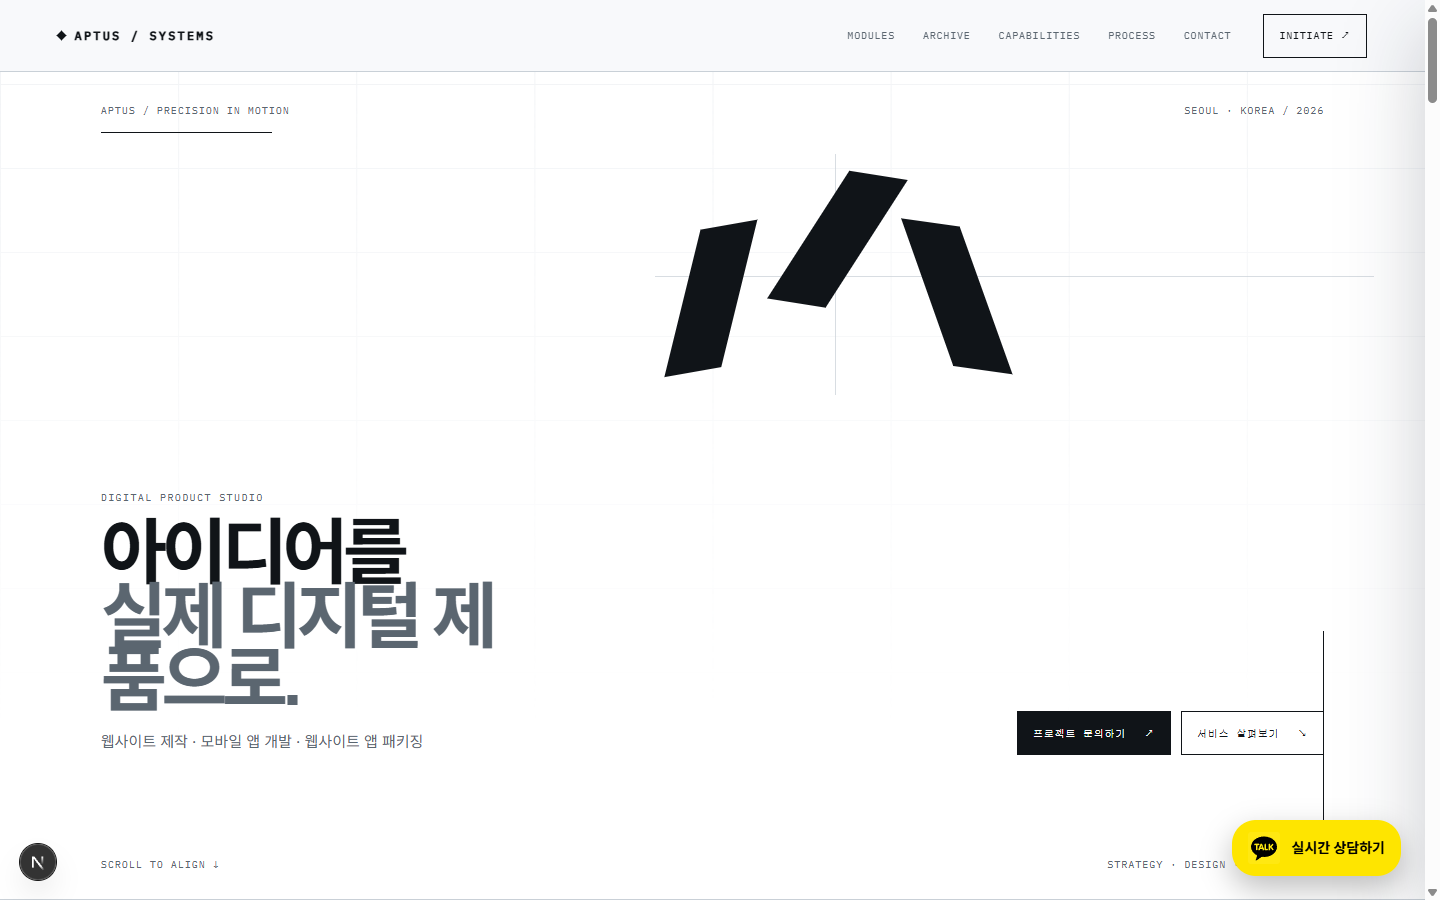 APTUS / SYSTEMS
MODULES
ARCHIVE
CAPABILITIES
PROCESS
CONTACT
INITIATE ↗
APTUS / PRECISION IN MOTION
SEOUL · KOREA / 2026
DIGITAL PRODUCT STUDIO
아이디어를
실제 디지털 제
품으로.
웹사이트 제작 · 모바일 앱 개발 · 웹사이트 앱 패키징
프로젝트 문의하기 ↗
서비스 살펴보기 ↘
N
SCROLL TO ALIGN ↓
STRATEGY · DESIGN
TALK 실시간 상담하기